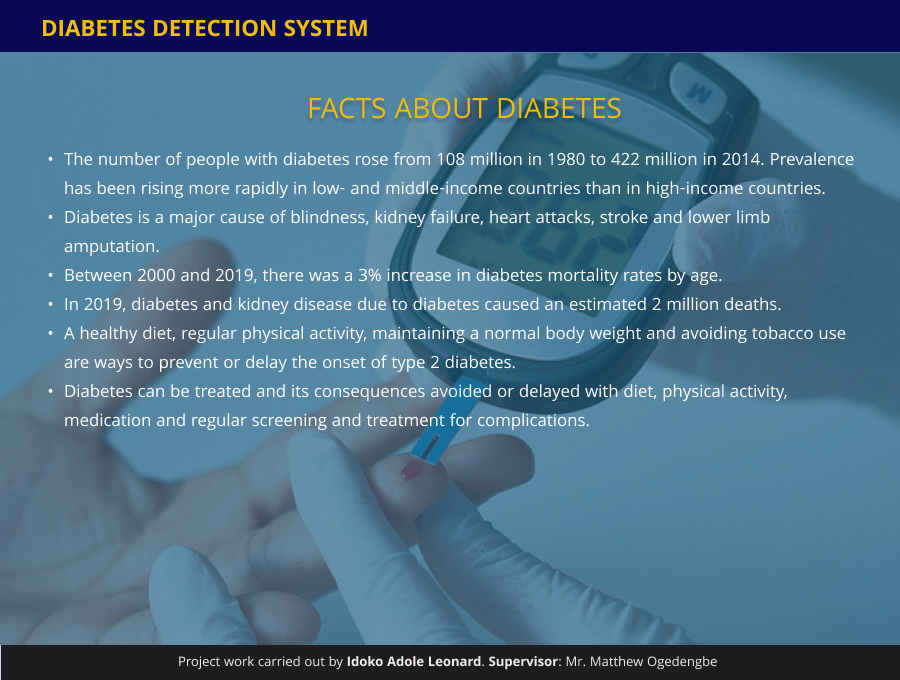 DIABETES DETECTION SYSTEM
FACTS ABOUT DIABETES
• The number of people with diabetes rose from 108 million in 1980 to 422 million in 2014. Prevalence
has been rising more rapidly in low- and middle-income countries than in high-income countries.
• Diabetes is a major cause of blindness, kidney failure, heart attacks, stroke and lower limb
amputation.
• Between 2000 and 2019, there was a 3% increase in diabetes mortality rates by age.
• In 2019, diabetes and kidney disease due to diabetes caused an estimated 2 million deaths.
• A healthy diet, regular physical activity, maintaining a normal body weight and avoiding tobacco use
are ways to prevent or delay the onset of type 2 diabetes.
• Diabetes can be treated and its consequences avoided or delayed with diet, physical activity,
medication and regular screening and treatment for complications.
Project work carried out by Idoko Adole Leonard. Supervisor: Mr. Matthew Ogedengbe